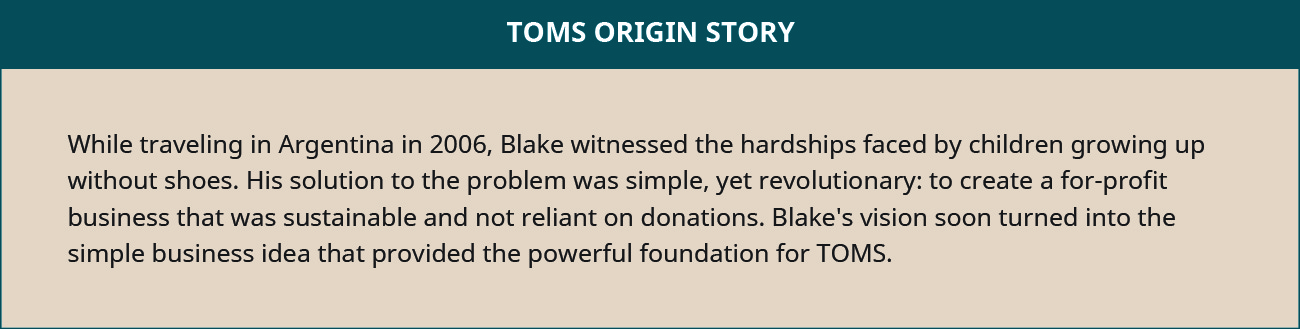 TOMS ORIGIN STORY
While traveling in Argentina in 2006, Blake witnessed the hardships faced by children growing up
without shoes. His solution to the problem was simple, yet revolutionary: to create a for-profit
business that was sustainable and not reliant on donations. Blake's vision soon turned into the
simple business idea that provided the powerful foundation for TOMS.